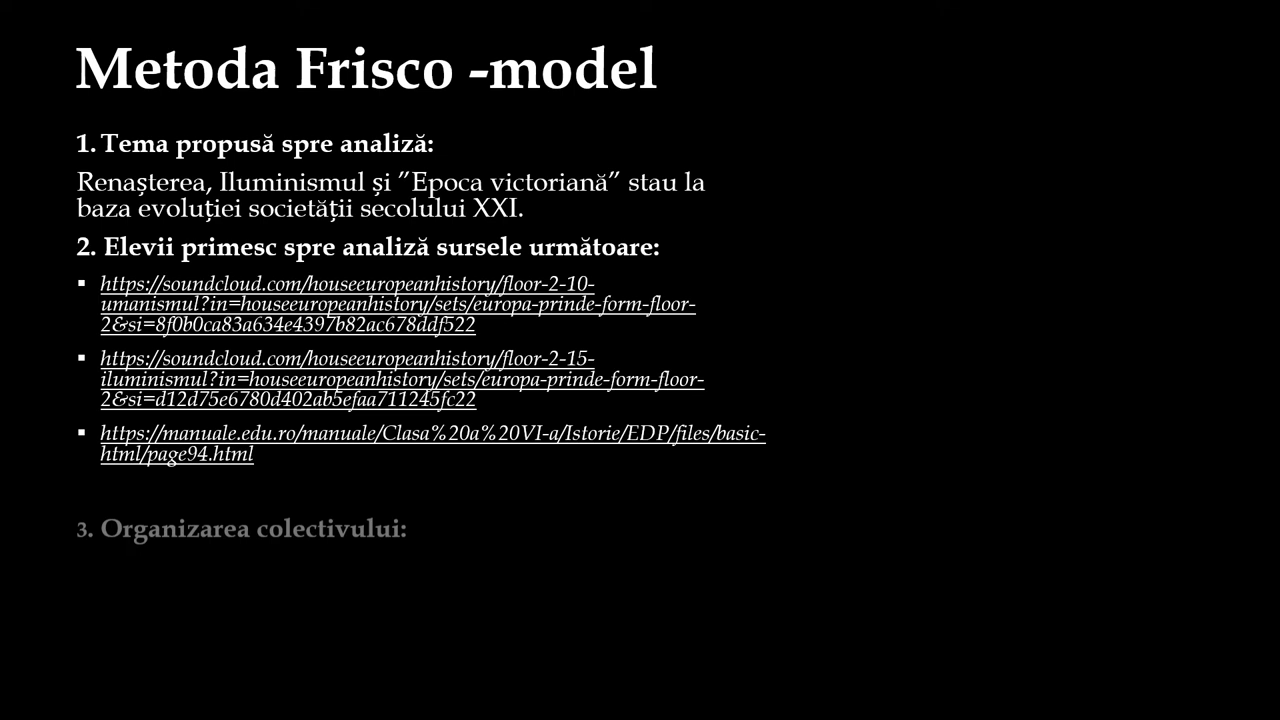 Metoda Frisco -model
1. Tema propusă spre analiză:
Renașterea, Iluminismul și ”Epoca victoriană” stau la
baza evoluției societății secolului XXI.
2. Elevii primesc spre analiză sursele următoare:
▪ https://soundcloud.com/houseeuropeanhistory/floor-2-10-
umanismul?in=houseeuropeanhistory/sets/europa-prinde-form-floor-
2&si=8f0b0ca83a634e4397b82ac678ddf522
▪ https://soundcloud.com/houseeuropeanhistory/floor-2-15-
iluminismul?in=houseeuropeanhistory/sets/europa-prinde-form-floor-
2&si=d12d75e6780d402ab5efaa711245fc22
▪ https://manuale.edu.ro/manuale/Clasa%20a%20VI-a/Istorie/EDP/files/basic-
html/page94.html
3. Organizarea colectivului: